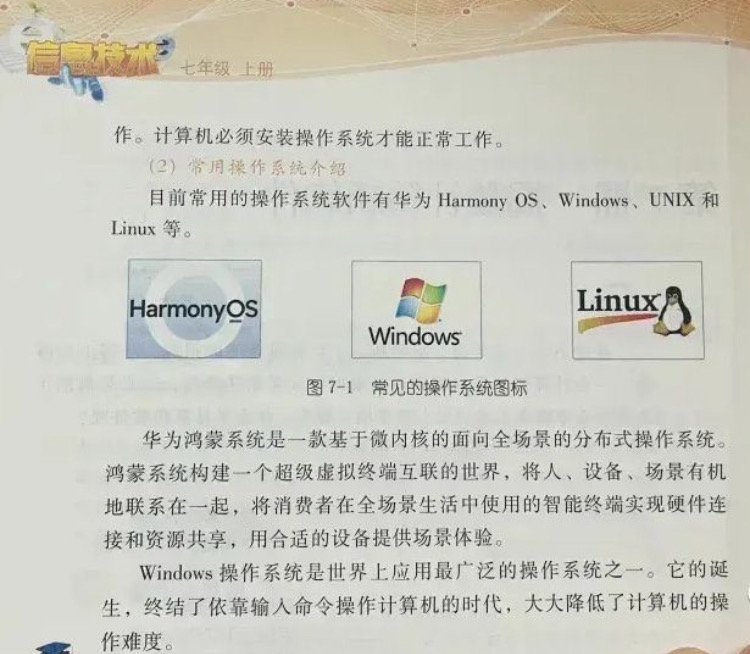 信息技术 七年级 上册
作。计算机必须安装操作系统才能正常工作。
（2）常用操作系统介绍
目前常用的操作系统软件有华为 Harmony OS、Windows、UNIX 和
Linux 等。
HarmonyOS
Windows
Linux
图 7-1 常见的操作系统图标
华为鸿蒙系统是一款基于微内核的面向全场景的分布式操作系统。
鸿蒙系统构建一个超级虚拟终端互联的世界，将人、设备、场景有机
地联系在一起，将消费者在全场景生活中使用的智能终端实现硬件连
接和资源共享，用合适的设备提供场景体验。
Windows 操作系统是世界上应用最广泛的操作系统之一。它的诞
生，终结了依靠输入命令操作计算机的时代，大大降低了计算机的操
作难度。